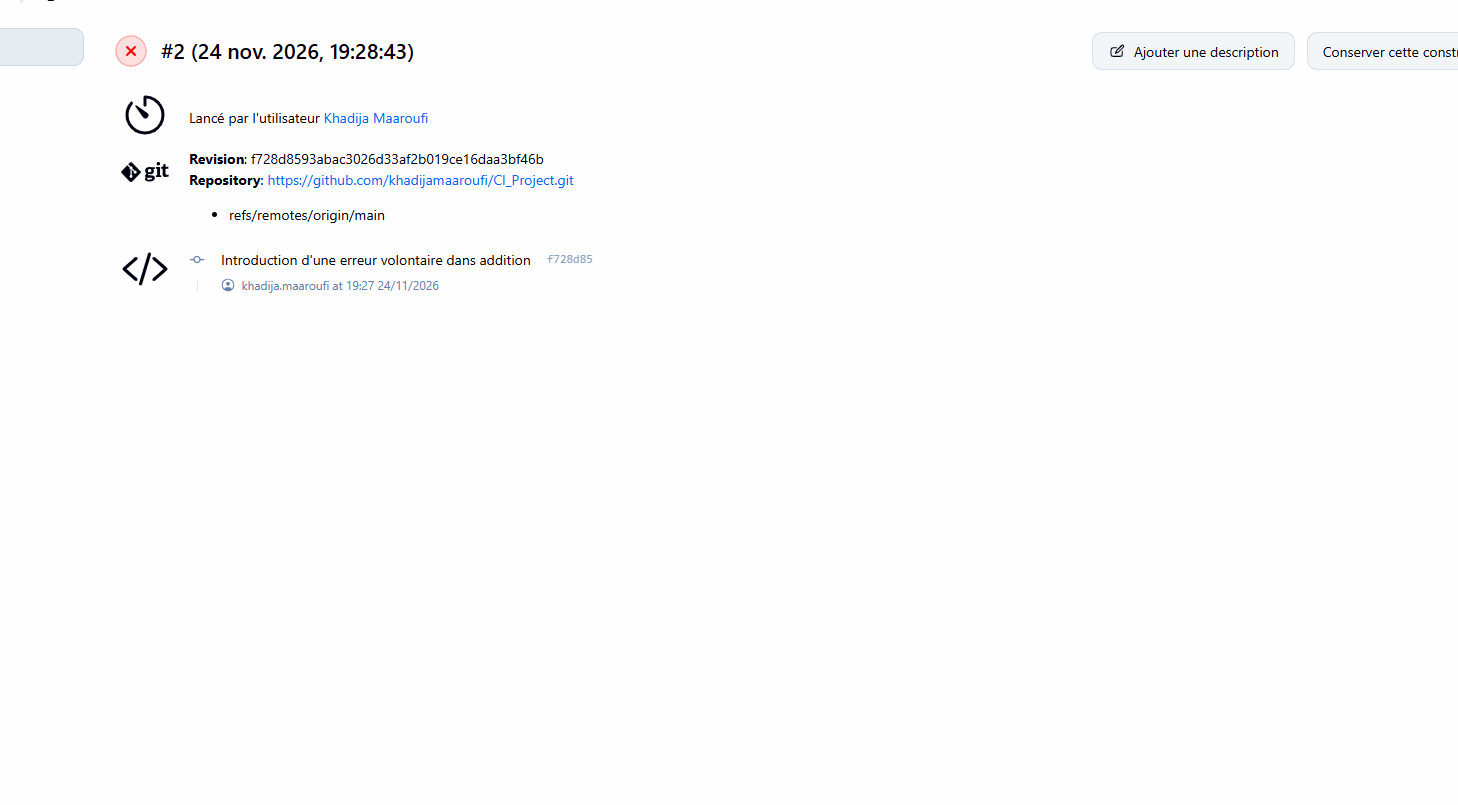 #2 (24 nov. 2026, 19:28:43)
Ajouter une description
Conserver cette
Lancé par l'utilisateur Khadija Maaroufi
git
Revision: f728d8593abac3026d33af2b019ce16daa3bf46b
Repository: https://github.com/khadijamaaroufi/CI_Project.git
refs/remotes/origin/main
Introduction d'une erreur volontaire dans addition f728d85
khadija.maaroufi at 19:27 24/11/2026